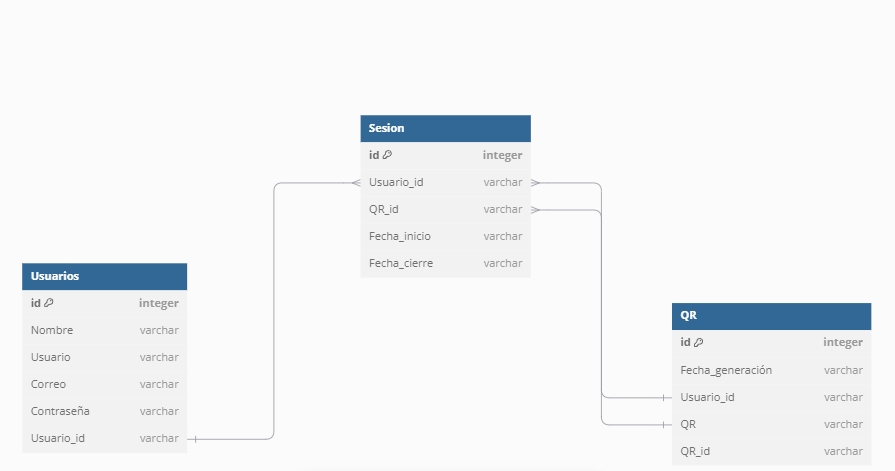 Sesion
id integer
Usuario_id varchar
QR_id varchar
Fecha_inicio varchar
Fecha_cierre varchar
Usuarios
id integer
Nombre varchar
Usuario varchar
Correo varchar
Contraseña varchar
Usuario_id varchar
QR
id integer
Fecha_generación varchar
Usuario_id varchar
QR varchar
QR_id varchar